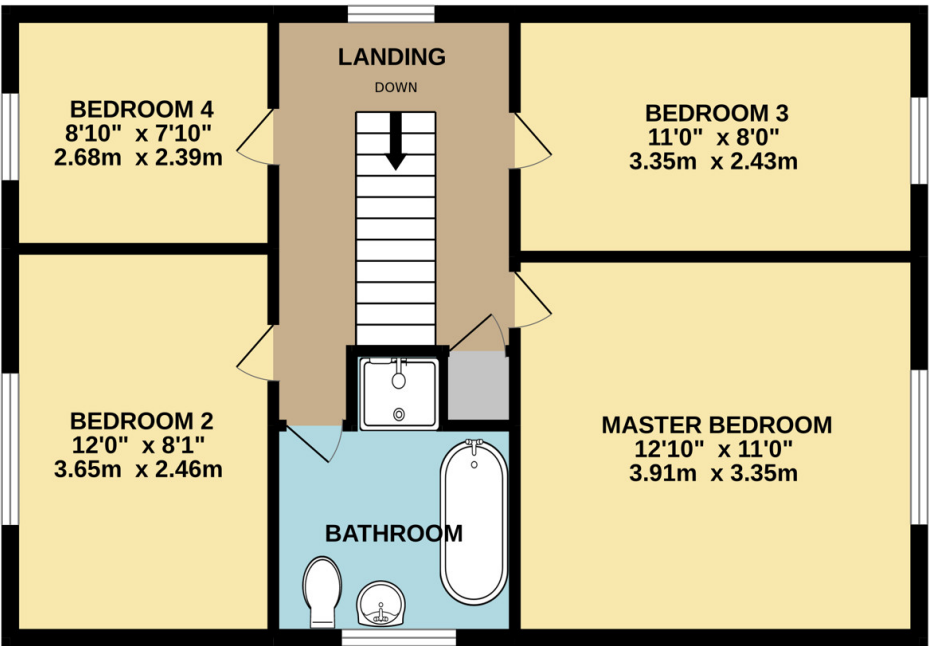 LANDING
DOWN
BEDROOM 4
8'10" x 7'10"
2.68m x 2.39m
BEDROOM 3
11'0" x 8'0"
3.35m x 2.43m
BEDROOM 2
12'0" x 8'1"
3.65m x 2.46m
MASTER BEDROOM
12'10" x 11'0"
3.91m x 3.35m
BATHROOM